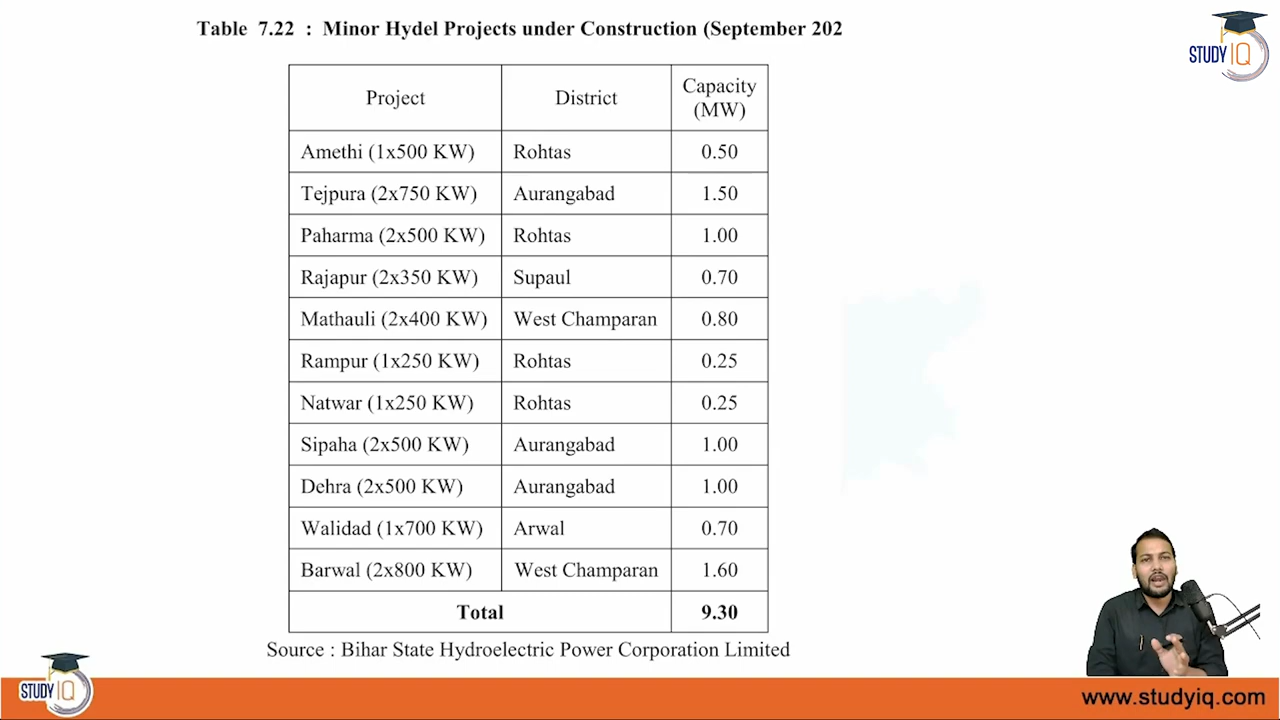 Table 7.22 : Minor Hydel Projects under Construction (September 202
STUDY IQ
Project District Capacity (MW)
Amethi (1x500 KW) Rohtas 0.50
Tejpura (2x750 KW) Aurangabad 1.50
Paharma (2x500 KW) Rohtas 1.00
Rajapur (2x350 KW) Supaul 0.70
Mathauli (2x400 KW) West Champaran 0.80
Rampur (1x250 KW) Rohtas 0.25
Natwar (1x250 KW) Rohtas 0.25
Sipaha (2x500 KW) Aurangabad 1.00
Dehra (2x500 KW) Aurangabad 1.00
Walidad (1x700 KW) Arwal 0.70
Barwal (2x800 KW) West Champaran 1.60
Total 9.30
Source : Bihar State Hydroelectric Power Corporation Limited
STUDY IQ
www.studyiq.com